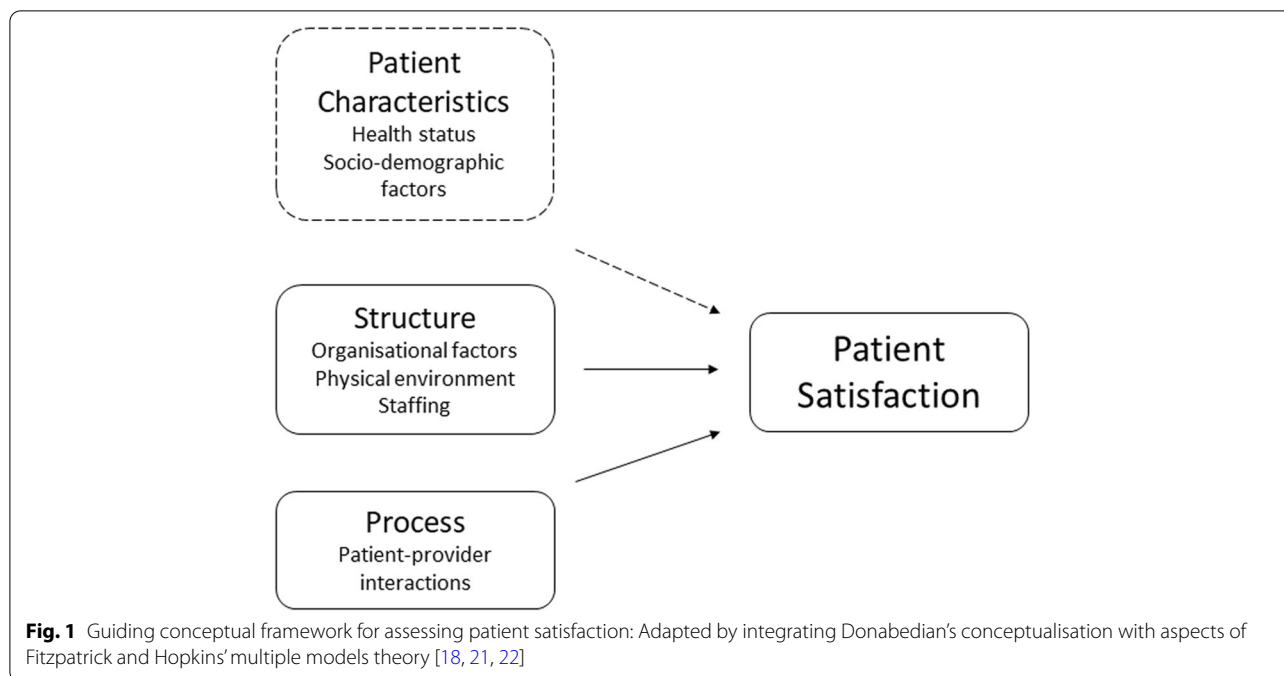 Patient
Characteristics
Health status
Socio-demographic
factors
Structure
Organisational factors
Physical environment
Staffing
Process
Patient-provider
interactions
Patient
Satisfaction
Fig. 1 Guiding conceptual framework for assessing patient satisfaction: Adapted by integrating Donabedian’s conceptualisation with aspects of
Fitzpatrick and Hopkins’ multiple models theory [18, 21, 22]